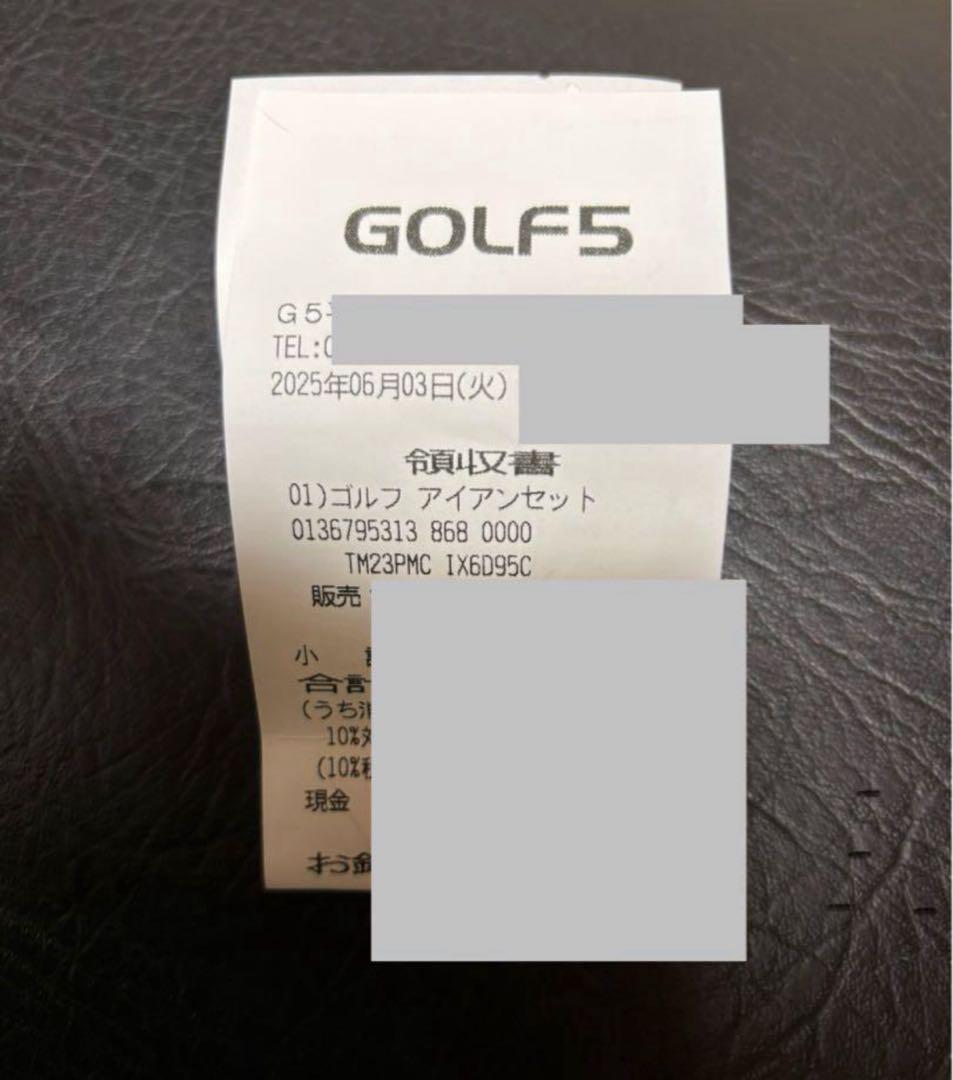 GOLF5
G5
TEL:0
2025年06月03日(火)
領収書
01)ゴルフ アイアンセット
0136795313 868 0000
TM23PMC IX6D95C
販売
小
合計
(うち
10%
(10%
現金
お